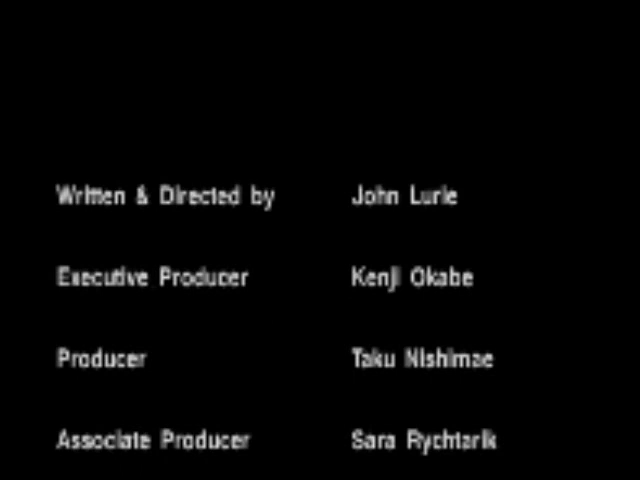 Written & Directed by John Lurie
Executive Producer Kenji Okabe
Producer Taku Nishimae
Associate Producer Sara Rychtarik